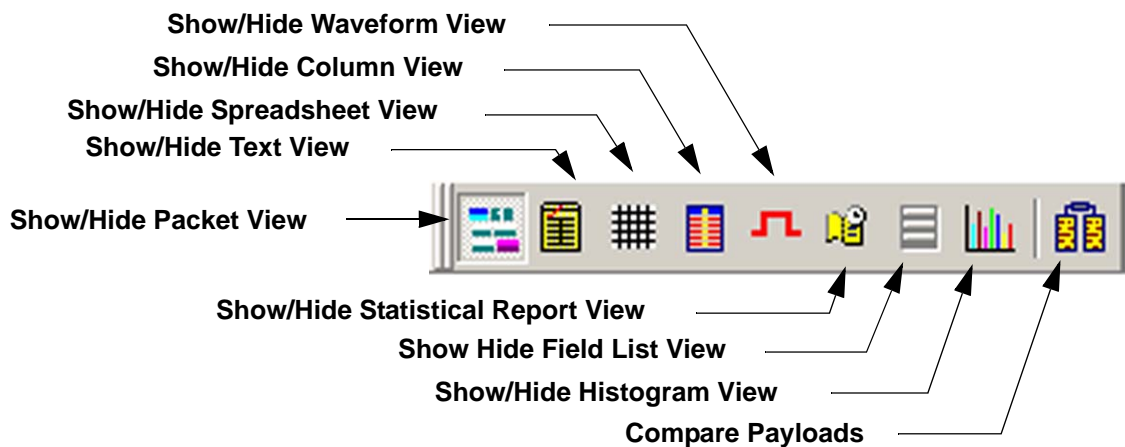 Show/Hide Waveform View
Show/Hide Column View
Show/Hide Spreadsheet View
Show/Hide Text View
Show/Hide Packet View
Show/Hide Statistical Report View
Show Hide Field List View
Show/Hide Histogram View
Compare Payloads